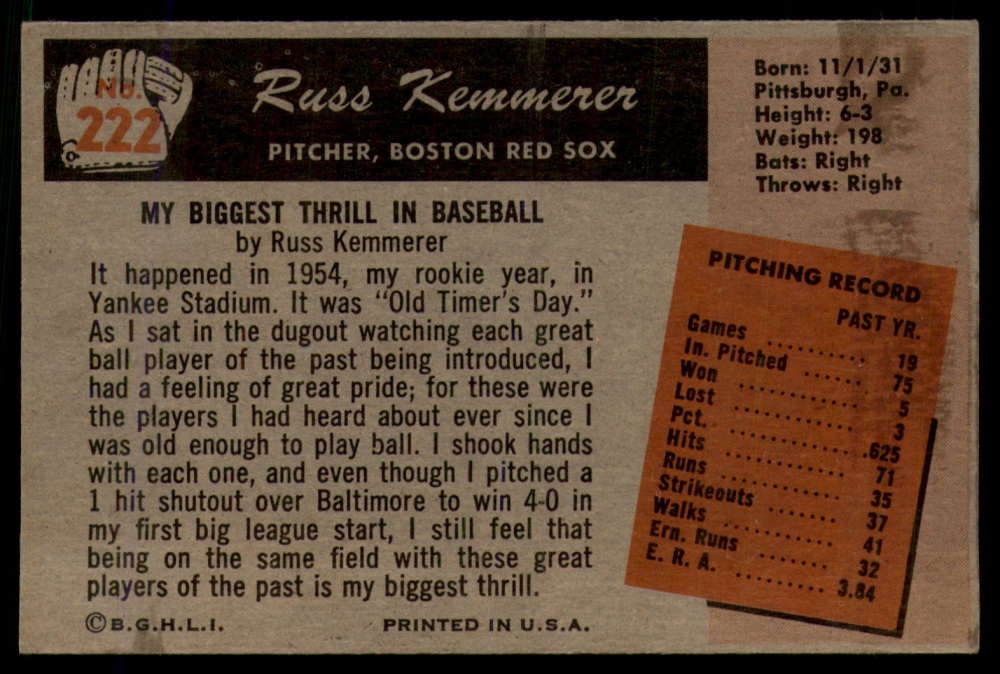 No.
222
Russ Kemmerer
PITCHER, BOSTON RED SOX
Born: 11/1/31
Pittsburgh, Pa.
Height: 6-3
Weight: 198
Bats: Right
Throws: Right
MY BIGGEST THRILL IN BASEBALL
by Russ Kemmerer
It happened in 1954, my rookie year, in
Yankee Stadium. It was "Old Timer's Day."
As I sat in the dugout watching each great
ball player of the past being introduced, I
had a feeling of great pride; for these were
the players I had heard about ever since I
was old enough to play ball. I shook hands
with each one, and even though I pitched a
1 hit shutout over Baltimore to win 4-0 in
my first big league start, I still feel that
being on the same field with these great
players of the past is my biggest thrill.
©B.G.H.L.I.
PRINTED IN U.S.A.
PITCHING RECORD
PAST YR.
Games .......... 19
In. Pitched ...... 75
Won ............ 5
Lost ............ 3
Pct. ............ .625
Hits ............ 71
Runs ............ 35
Strikeouts ....... 37
Walks ........... 41
Ern. Runs ....... 32
E. R. A. ......... 3.84